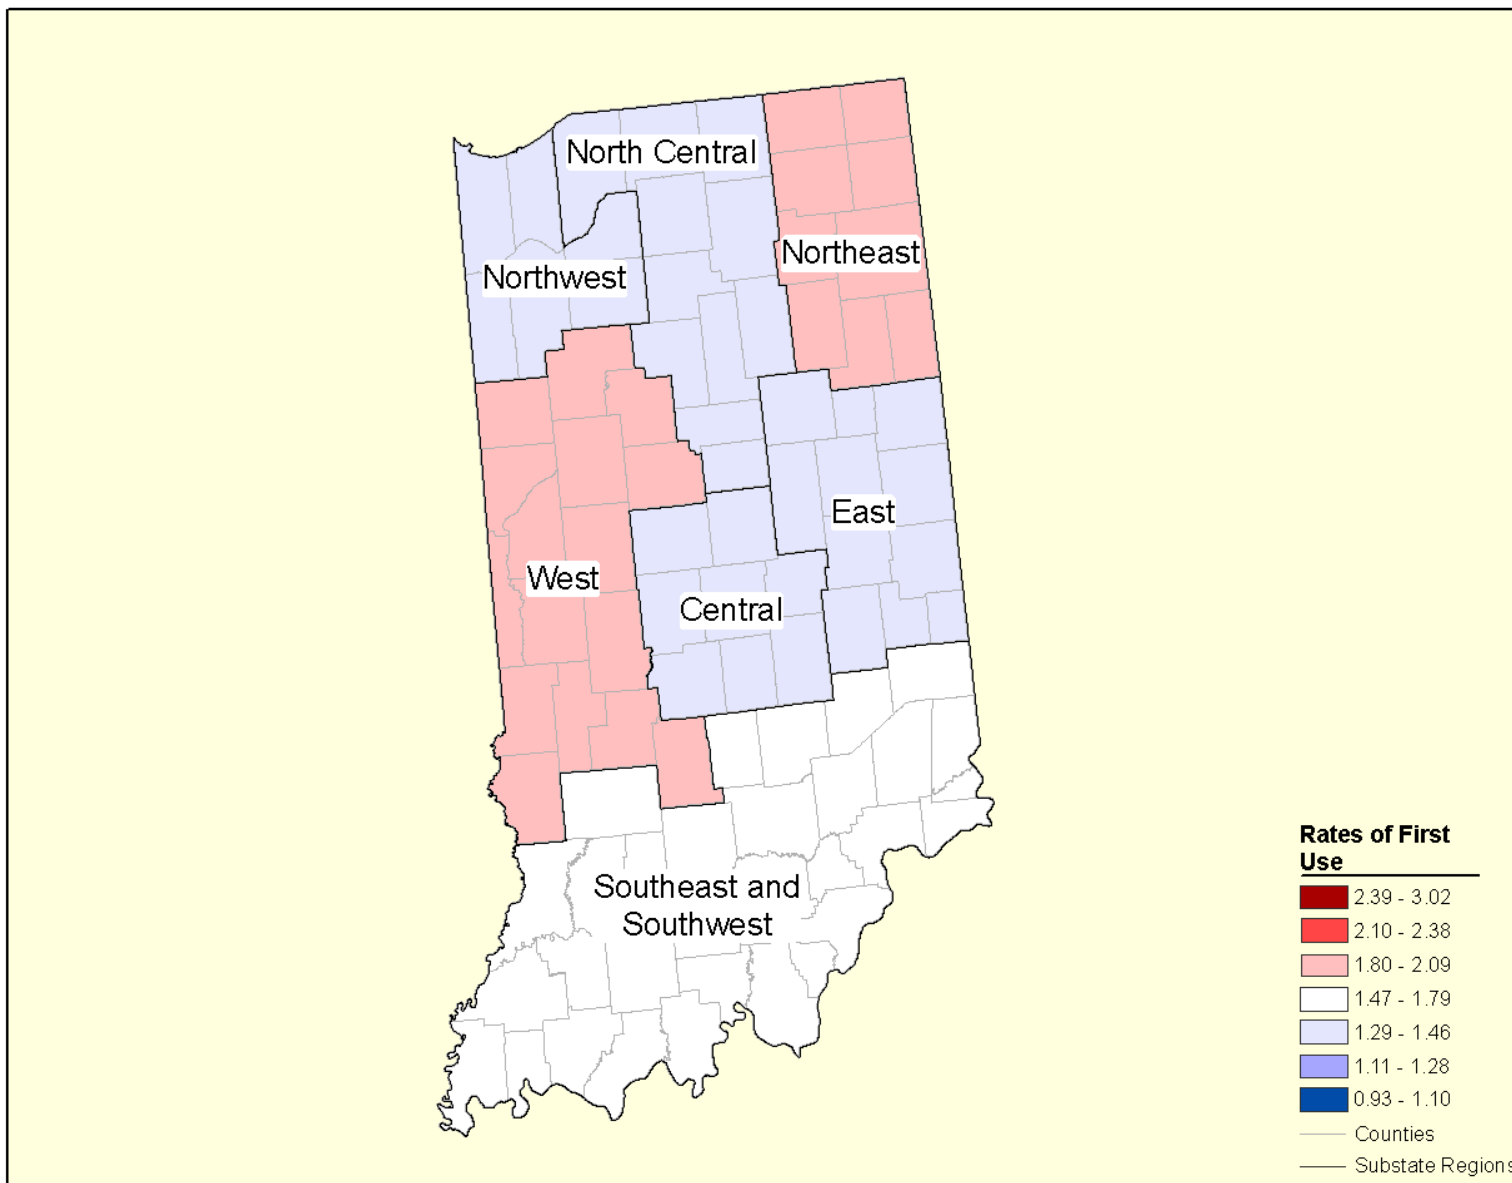 North Central
Northeast
Northwest
East
West
Central
Southeast and
Southwest
Rates of First
Use
2.39 - 3.02
2.10 - 2.38
1.80 - 2.09
1.47 - 1.79
1.29 - 1.46
1.11 - 1.28
0.93 - 1.10
Counties
Substate Regions